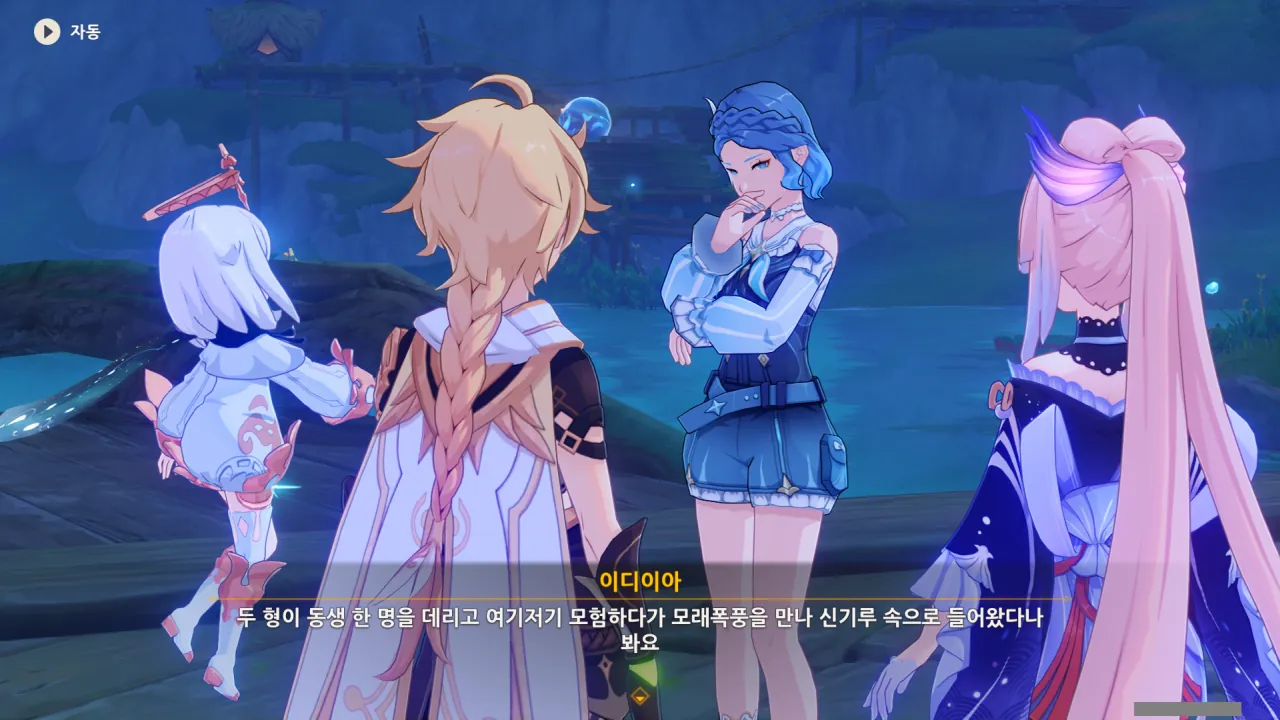 자동
이디이아
두 형이 동생 한 명을 데리고 여기저기 모험하다가 모래폭풍을 만나 신기루 속으로 들어왔다나
봐요